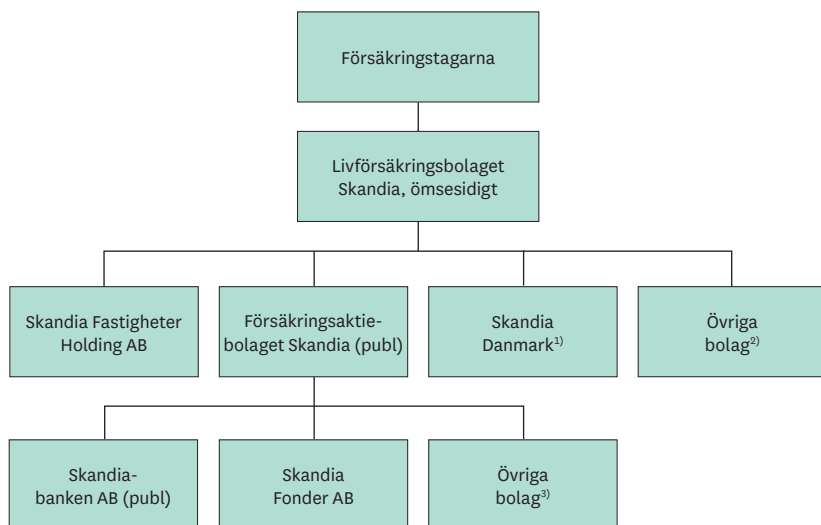 Försäkringstagarna
Livförsäkringsbolaget
Skandia, ömsesidigt
Skandia Fastigheter
Holding AB
Försäkringsaktie-
bolaget Skandia (publ)
Skandia
Danmark1)
Övriga
bolag2)
Skandia-
banken AB (publ)
Skandia
Fonder AB
Övriga
bolag3)